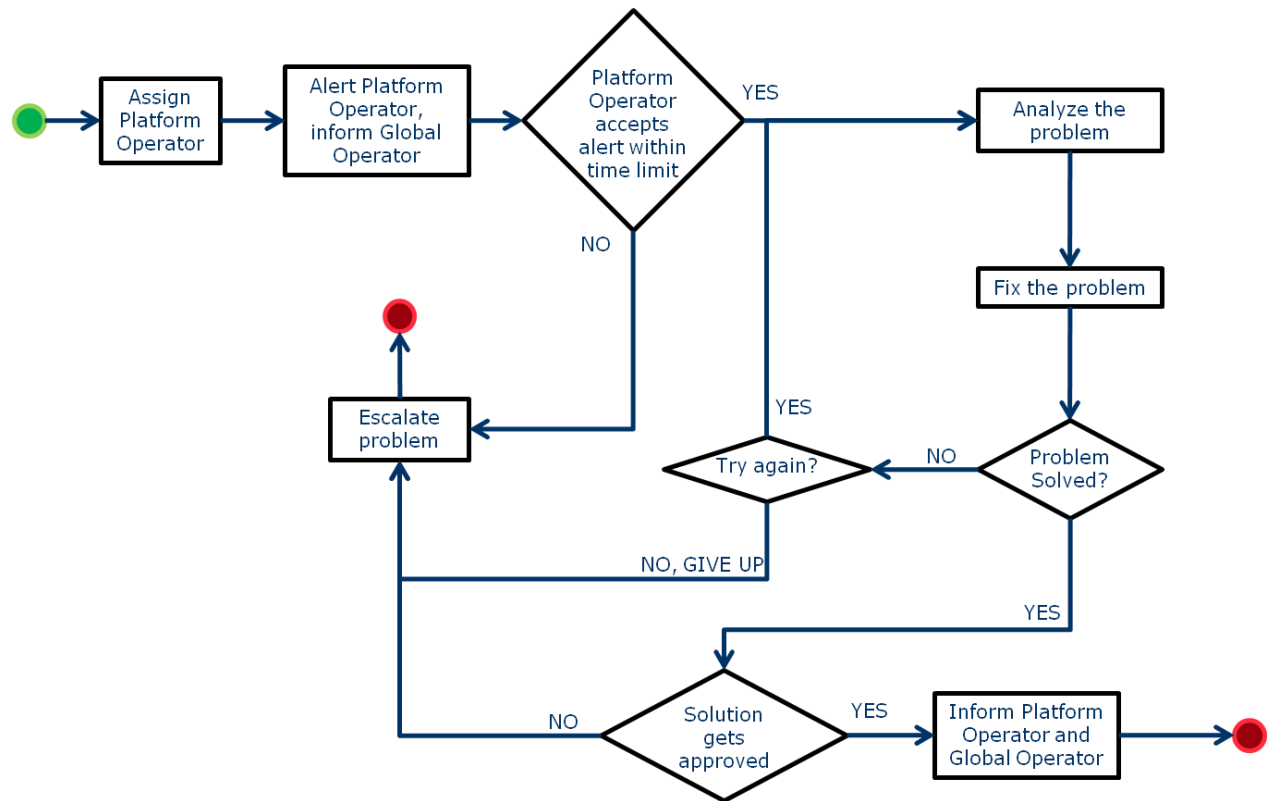 Assign
Platform
Operator
Alert Platform
Operator,
inform Global
Operator
Platform
Operator
accepts
alert within
time limit
YES
Analyze the
problem
NO
Fix the problem
Escalate
problem
YES
Try again?
NO
Problem
Solved?
NO, GIVE UP
YES
NO
Solution
gets
approved
YES
Inform Platform
Operator and
Global Operator